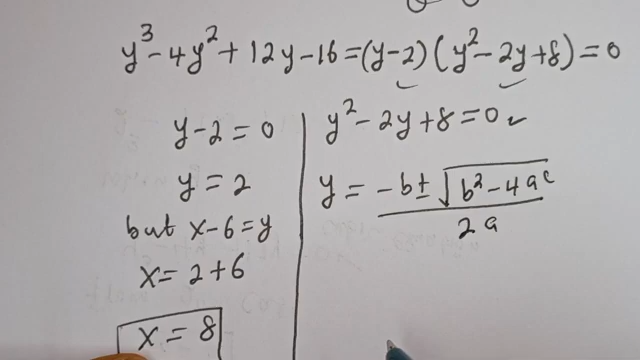 y³-4y²+12y-16=(y-2)(y²-2y+8)=0
y-2=0
y=2
but x-6=y
x=2+6
x=8
y²-2y+8=0
y=-b±√b²-4ac/2a